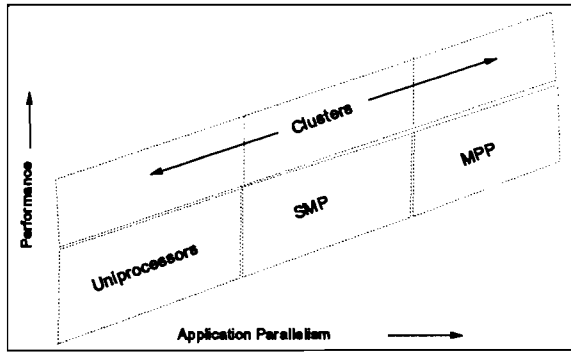 Clusters
MPP
SMP
Uniprocessors
Performance
Application Parallelism